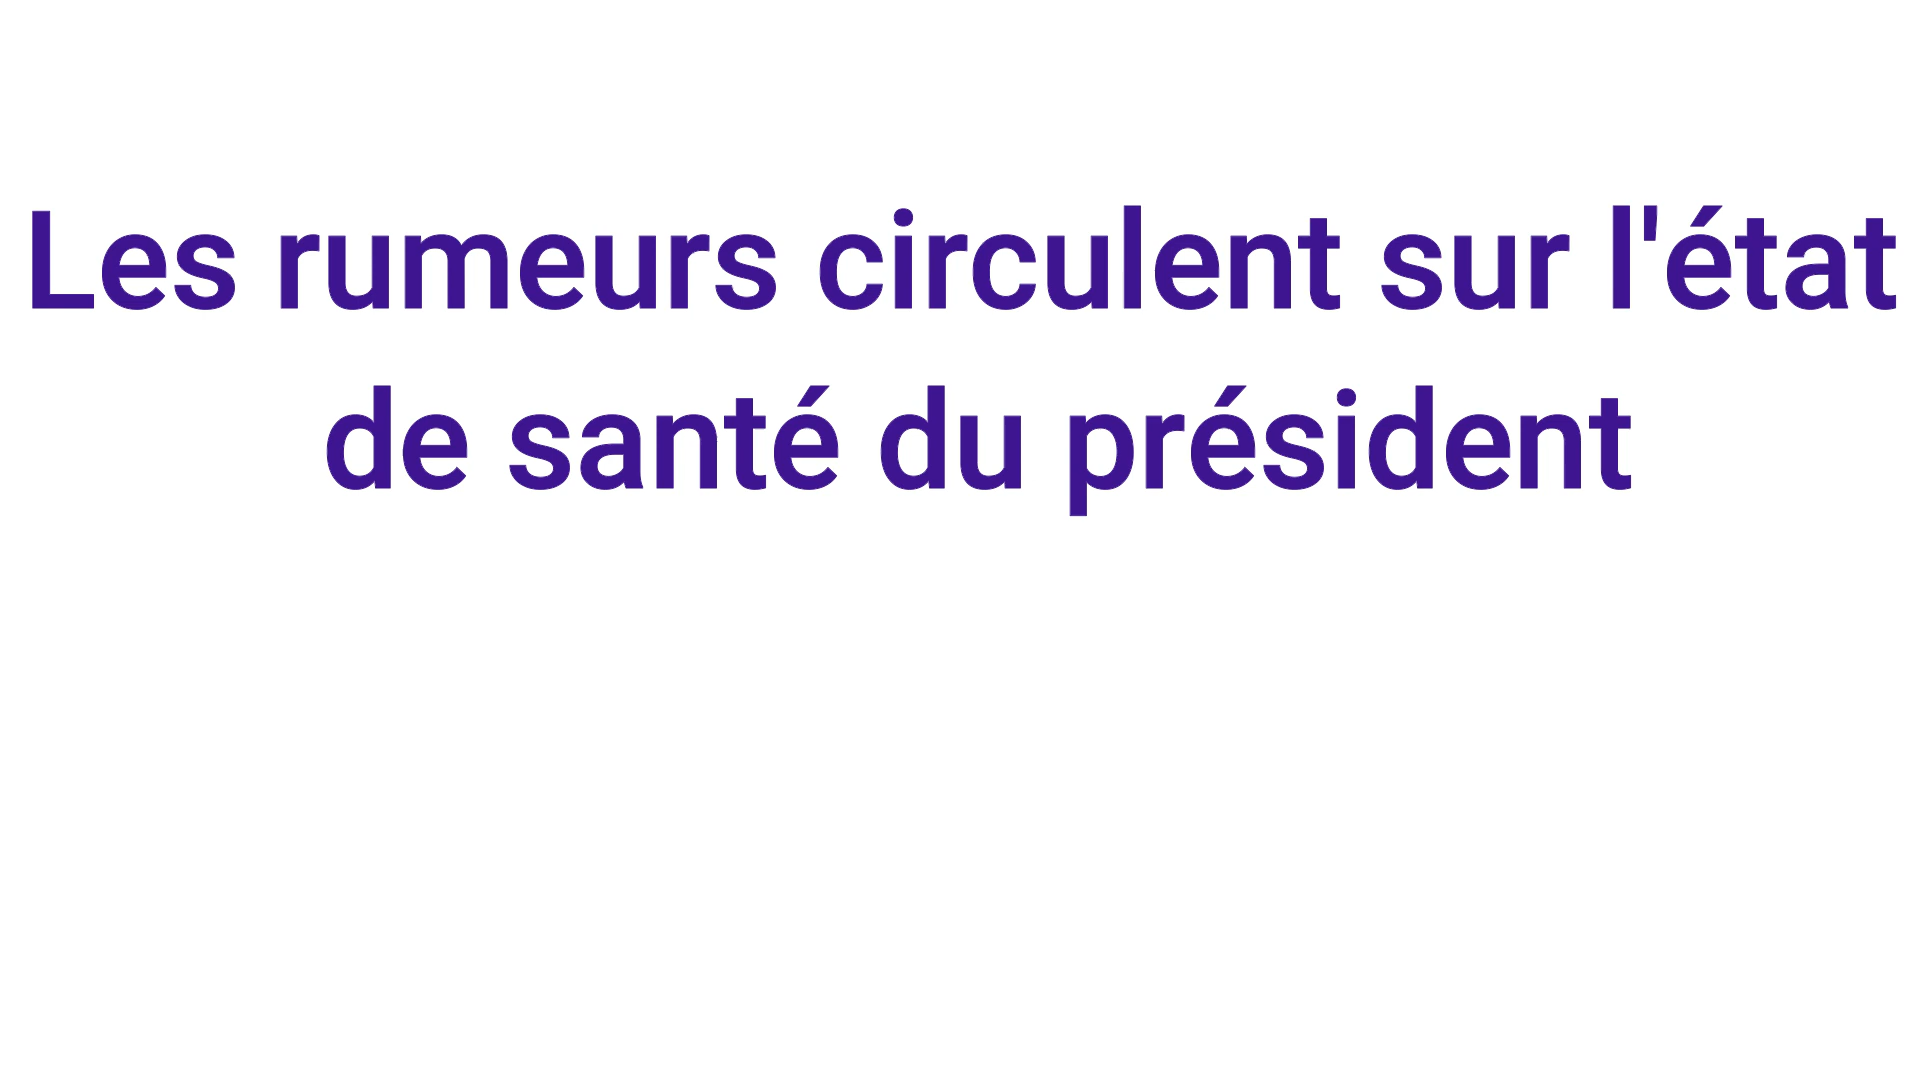 Les rumeurs circulent sur l'état
de santé du président